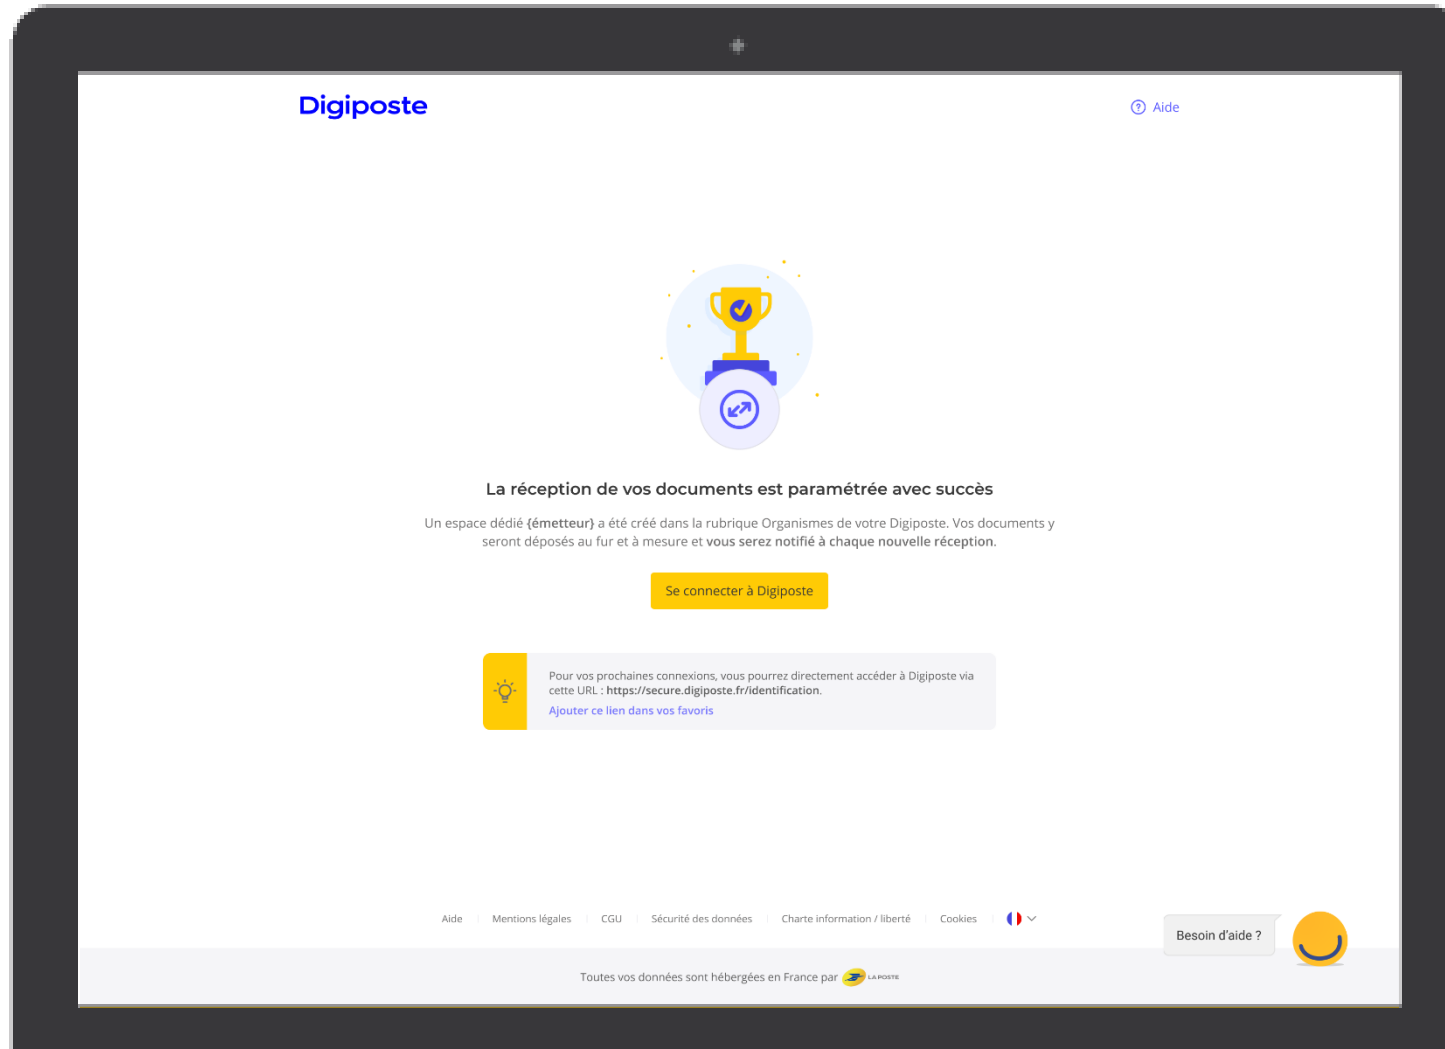 Digiposte
Aide
La réception de vos documents est paramétrée avec succès
Un espace dédié {émetteur} a été créé dans la rubrique Organismes de votre Digiposte. Vos documents y
seront déposés au fur et à mesure et vous serez notifié à chaque nouvelle réception.
Se connecter à Digiposte
Pour vos prochaines connexions, vous pourrez directement accéder à Digiposte via
cette URL : https://secure.digiposte.fr/identification.
Ajouter ce lien dans vos favoris
Aide Mentions légales CGU Sécurité des données Charte information / liberté Cookies
Besoin d'aide ?
Toutes vos données sont hébergées en France par LA POSTE